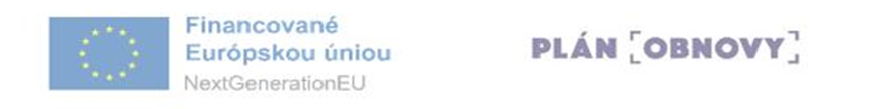 Financované
Európskou úniou
NextGenerationEU
PLÁN [OBNOVY]